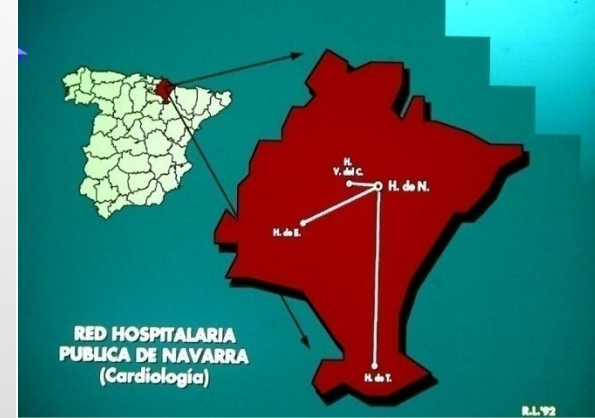 H.
V. del C.
H. de N.
H. de E.
H. de T.
RED HOSPITALARIA
PUBLICA DE NAVARRA
(Cardiología)
R.L.'92